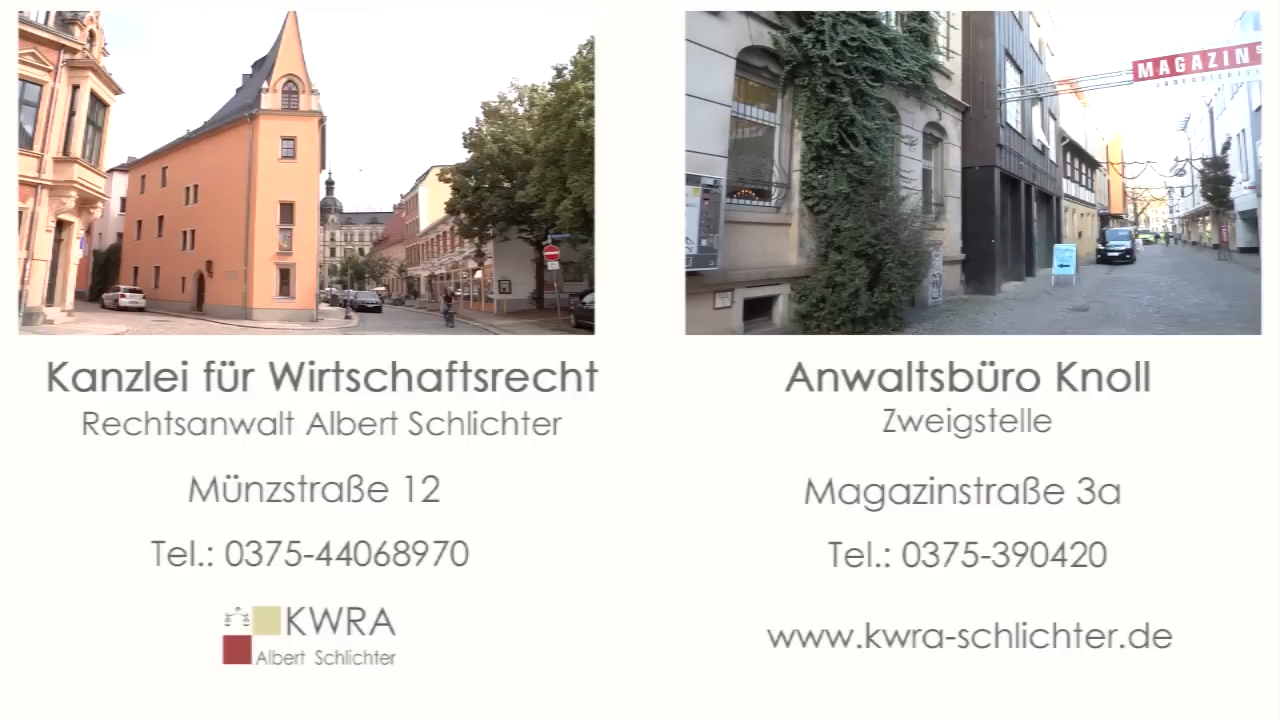 MAGAZIN
Kanzlei für Wirtschaftsrecht
Rechtsanwalt Albert Schlichter
Münzstraße 12
Tel.: 0375-44068970
KWRA
Albert Schlichter
Anwaltsbüro Knoll
Zweigstelle
Magazinstraße 3a
Tel.: 0375-390420
www.kwra-schlichter.de